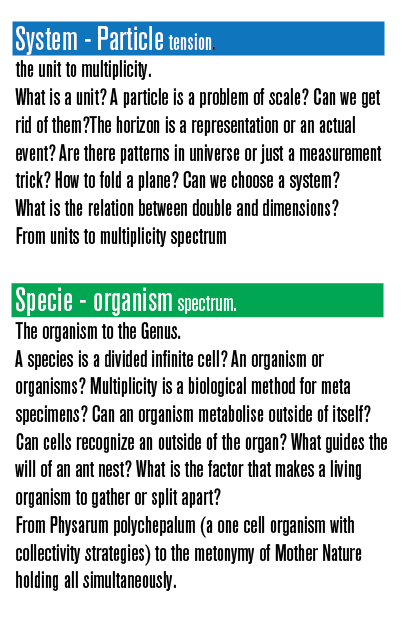 System - Particle tension.
the unit to multiplicity.
What is a unit? A particle is a problem of scale? Can we get
rid of them?The horizon is a representation or an actual
event? Are there patterns in universe or just a measurement
trick? How to fold a plane? Can we choose a system?
What is the relation between double and dimensions?
From units to multiplicity spectrum
Specie - organism spectrum.
The organism to the Genus.
A species is a divided infinite cell? An organism or
organisms? Multiplicity is a biological method for meta
specimens? Can an organism metabolise outside of itself?
Can cells recognize an outside of the organ? What guides the
will of an ant nest? What is the factor that makes a living
organism to gather or split apart?
From Physarum polychepalum (a one cell organism with
collectivity strategies) to the metonymy of Mother Nature
holding all simultaneously.